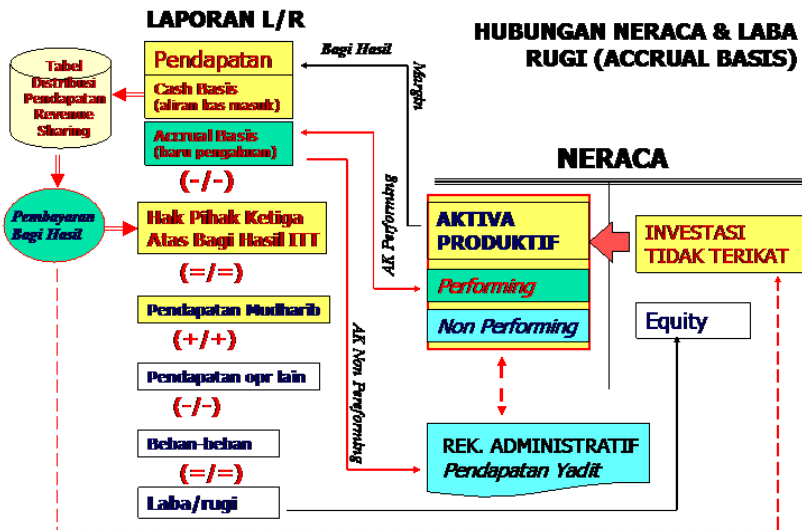 LAPORAN L/R
HUBUNGAN NERACA & LABA
RUGI (ACCRUAL BASIS)
Bagi Hasil
Margin
Tabel
Distribusi
Pendapatan
Revenue
Sharing
Pendapatan
Cash Basis
(aliran kas masuk)
Accrual Basis
(baru pengakuan)
(-/-)
NERACA
Pembayaran
Bagi Hasil
Hak Pihak Ketiga
Atas Bagi Hasil ITT
(=/=)
AK Performing
AKTIVA
PRODUKTIF
INVESTASI
TIDAK TERIKAT
Performing
Non Performing
Equity
Pendapatan Mudharib
(+/+)
AK Non Pereforming
Pendapatan opr lain
(-/-)
Beban-beban
(=/=)
Laba/rugi
REK. ADMINISTRATIF
Pendapatan Yadit